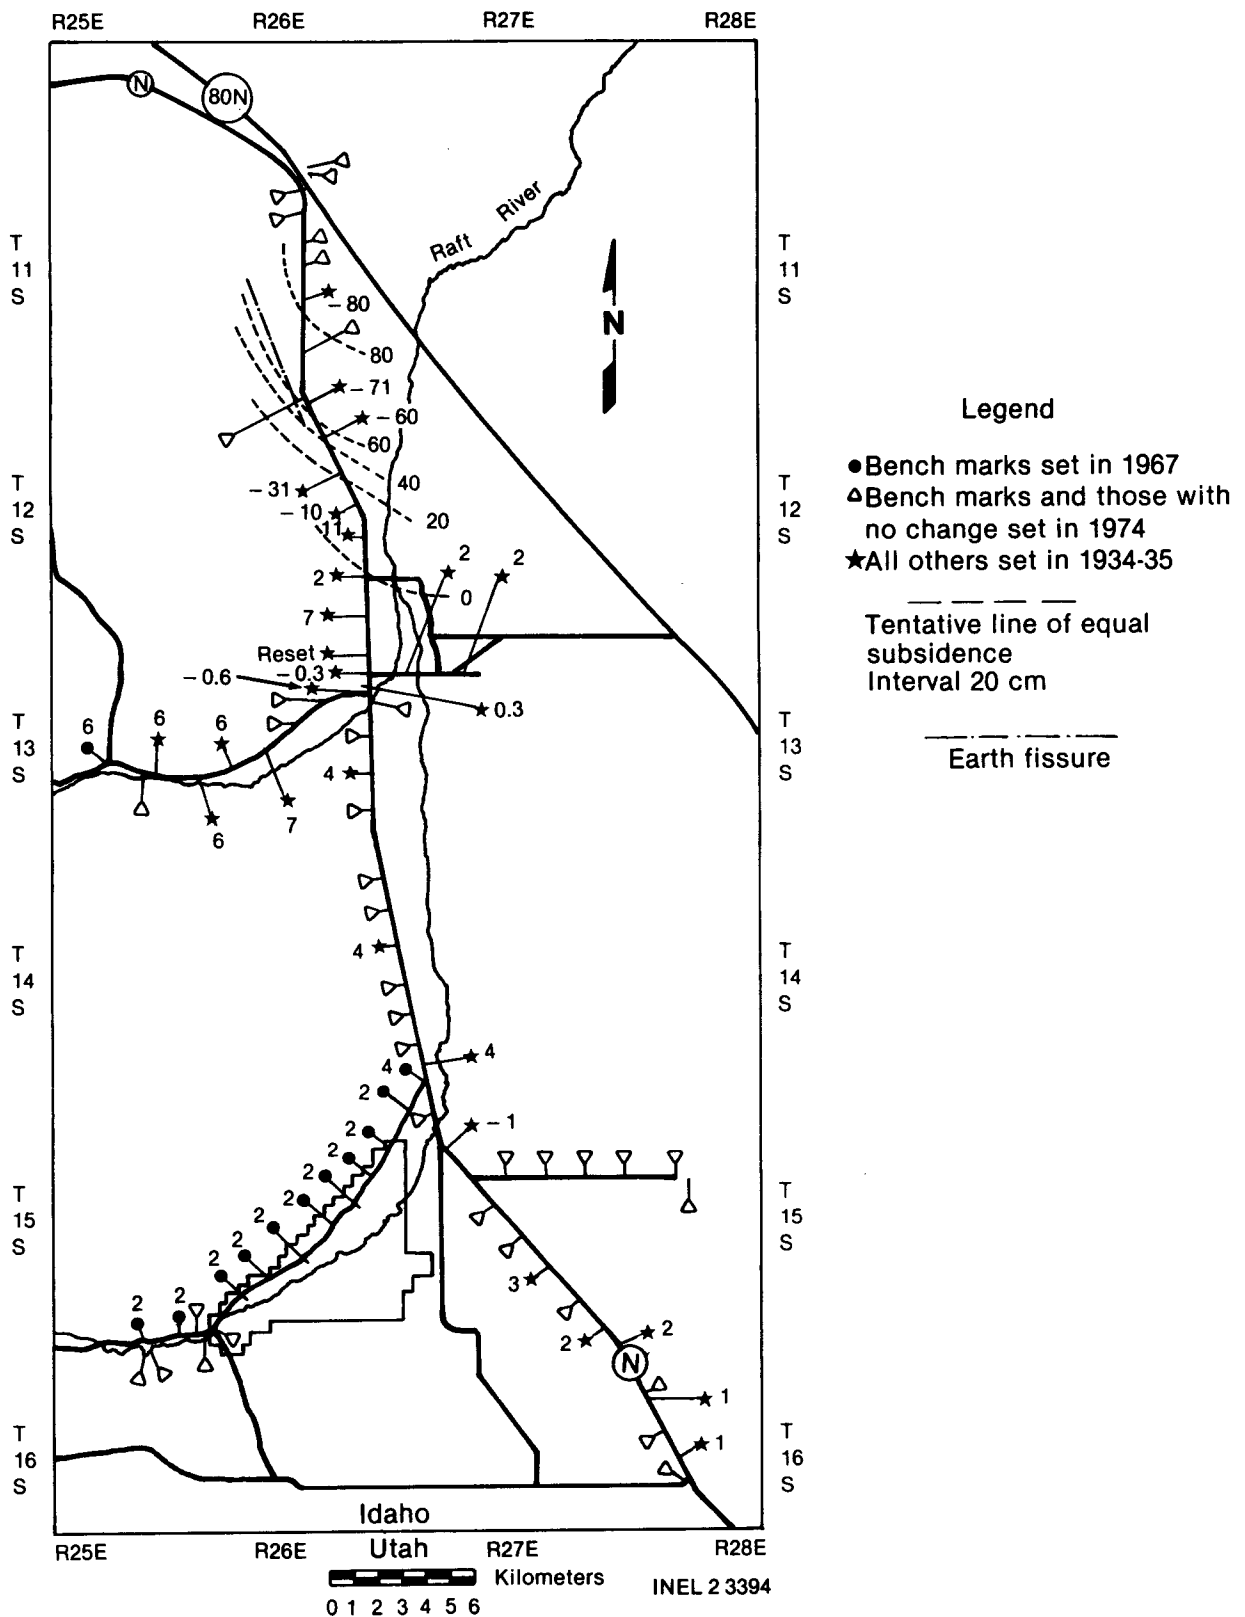 R25E R26E R27E R28E
N
80N
Raft River
T
11
S
T
11
S
- 80
80
N
- 71
- 60
60
40
Legend
Bench marks set in 1967
Bench marks and those with
no change set in 1974
All others set in 1934-35
Tentative line of equal
subsidence
Interval 20 cm
Earth fissure
T
12
S
T
12
S
- 31
- 10
20
11
2
2
2
0
7
Reset
- 0.3
- 0.6
0.3
T
13
S
T
13
S
6
6
6
4
6
7
T
14
S
T
14
S
4
4
4
2
- 1
2
2
2
2
2
2
2
T
15
S
T
15
S
3
2
2
2
2
N
1
1
T
16
S
T
16
S
Idaho
Utah
R25E R26E R27E R28E
Kilometers
0 1 2 3 4 5 6
INEL 2 3394